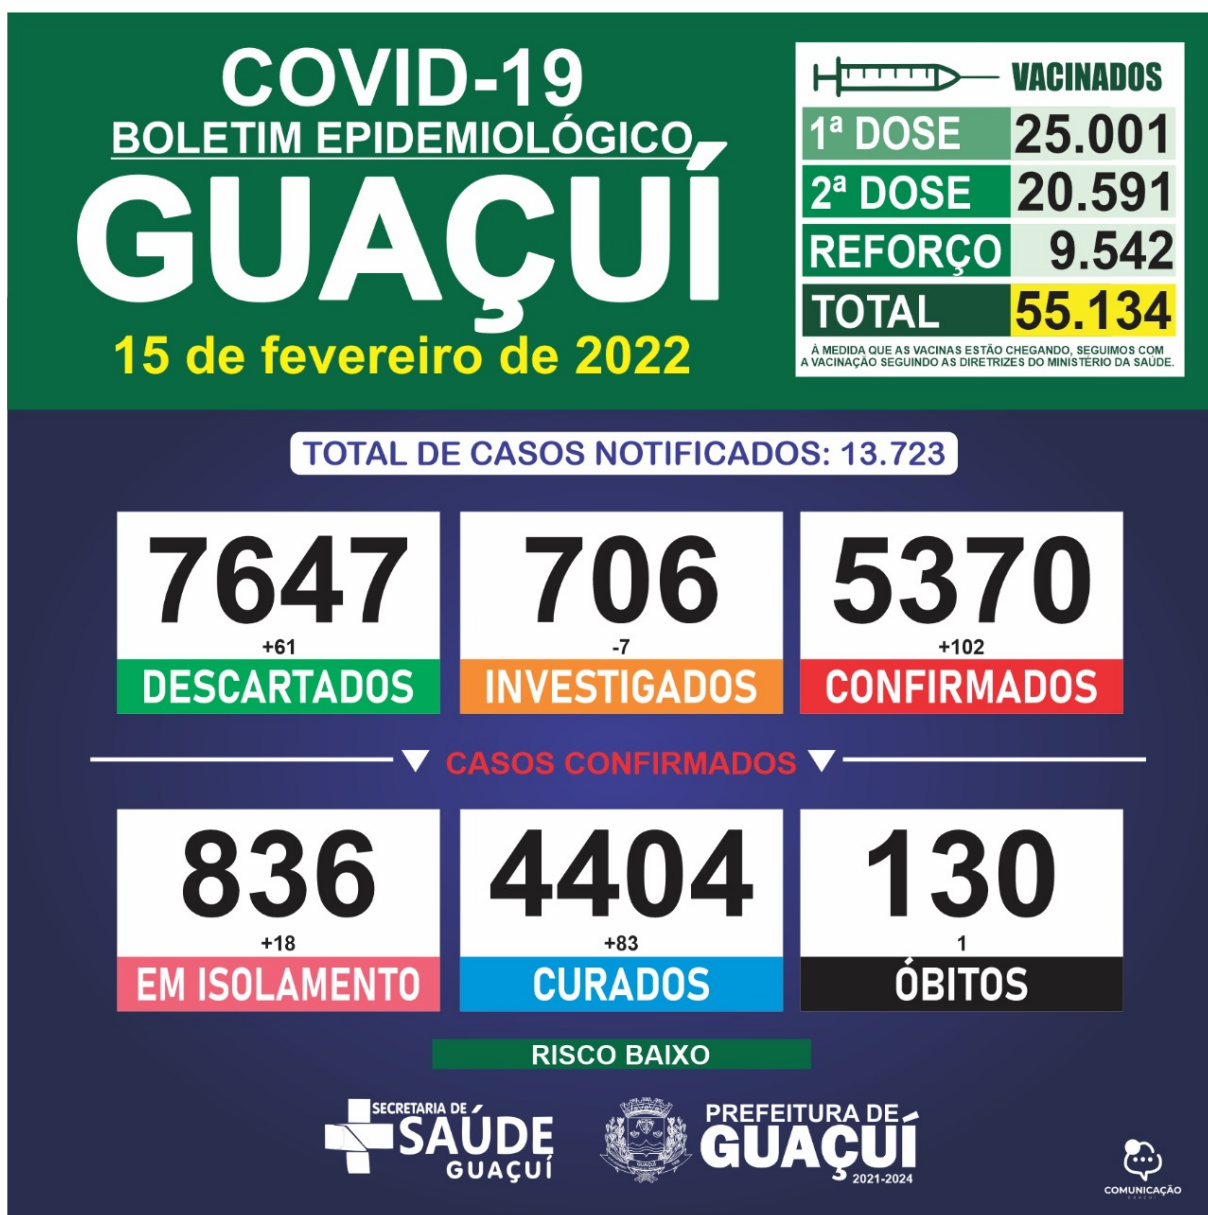 COVID-19
BOLETIM EPIDEMIOLÓGICO
GUAÇUÍ
15 de fevereiro de 2022
VACINADOS
1ª DOSE 25.001
2ª DOSE 20.591
REFORÇO 9.542
TOTAL 55.134
À MEDIDA QUE AS VACINAS ESTÃO CHEGANDO, SEGUIMOS COM
A VACINAÇÃO SEGUINDO AS DIRETRIZES DO MINISTÉRIO DA SAÚDE.
TOTAL DE CASOS NOTIFICADOS: 13.723
7647
+61
DESCARTADOS
706
-7
INVESTIGADOS
5370
+102
CONFIRMADOS
CASOS CONFIRMADOS
836
+18
EM ISOLAMENTO
4404
+83
CURADOS
130
1
ÓBITOS
RISCO BAIXO
SECRETARIA DE
SAÚDE
GUAÇUÍ
PREFEITURA DE
GUAÇUÍ
2021-2024
COMUNICAÇÃO